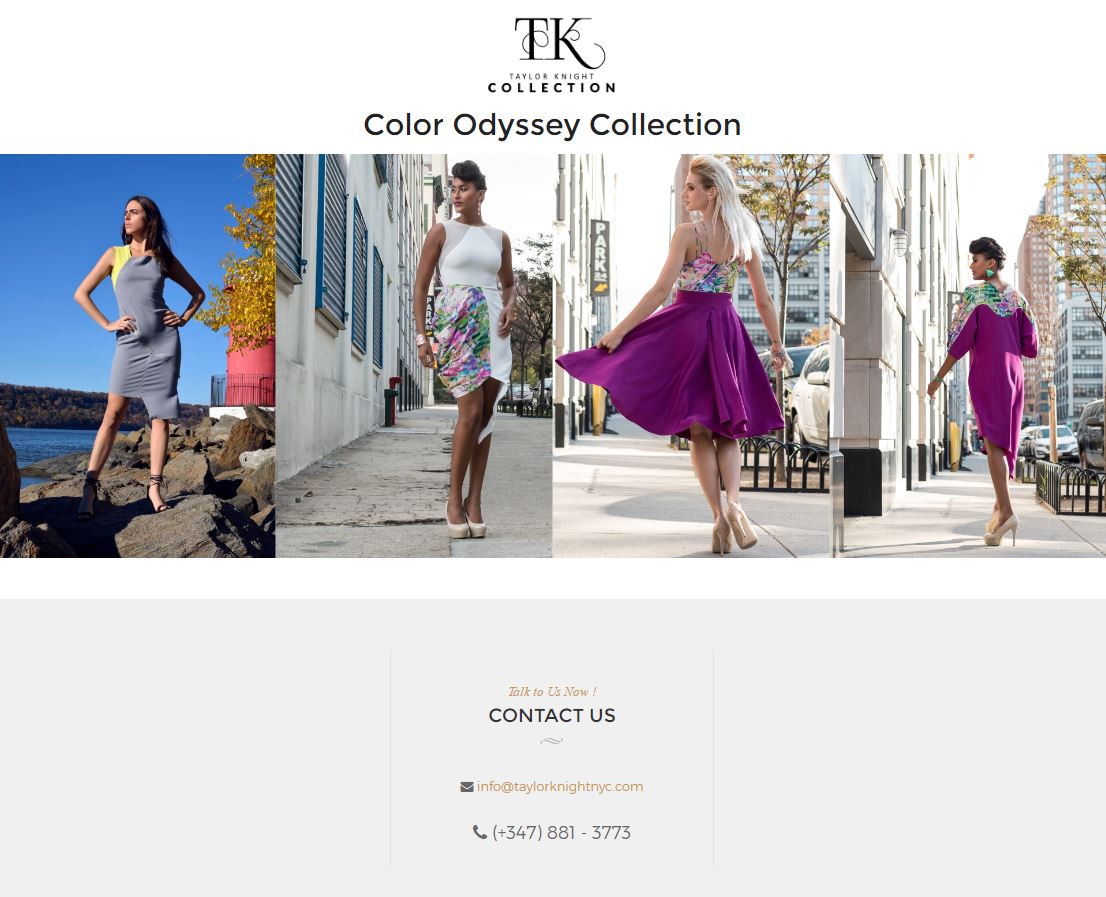 TK
TAYLOR KNIGHT
COLLECTION
Color Odyssey Collection
PARK
PARK
Talk to Us Now !
CONTACT US
info@taylorknightnyc.com
(+347) 881 - 3773